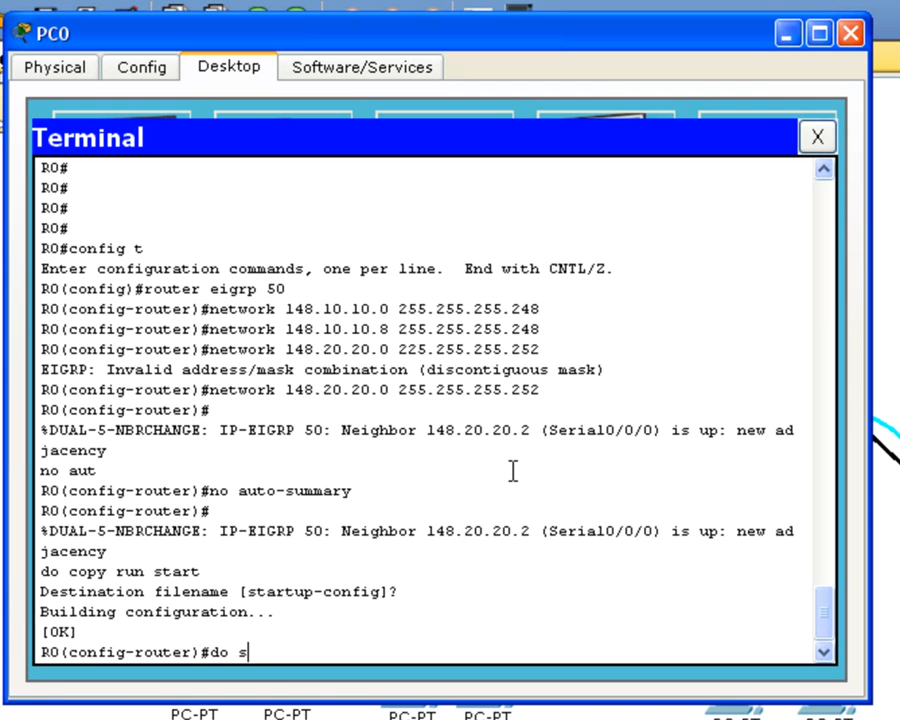 PC0
Physical
Config
Desktop
Software/Services
Terminal
X
R0#
R0#
R0#
R0#
R0#config t
Enter configuration commands, one per line.  End with CNTL/Z.
R0(config)#router eigrp 50
R0(config-router)#network 148.10.10.0 255.255.255.248
R0(config-router)#network 148.10.10.8 255.255.255.248
R0(config-router)#network 148.20.20.0 225.255.255.252
EIGRP: Invalid address/mask combination (discontiguous mask)
R0(config-router)#network 148.20.20.0 255.255.255.252
R0(config-router)#
%DUAL-5-NBRCHANGE: IP-EIGRP 50: Neighbor 148.20.20.2 (Serial0/0/0) is up: new ad
jacency
no aut
R0(config-router)#no auto-summary
R0(config-router)#
%DUAL-5-NBRCHANGE: IP-EIGRP 50: Neighbor 148.20.20.2 (Serial0/0/0) is up: new ad
jacency
do copy run start
Destination filename [startup-config]?
Building configuration...
[OK]
R0(config-router)#do s
PC-PT
PC-PT
PC-PT
PC-PT